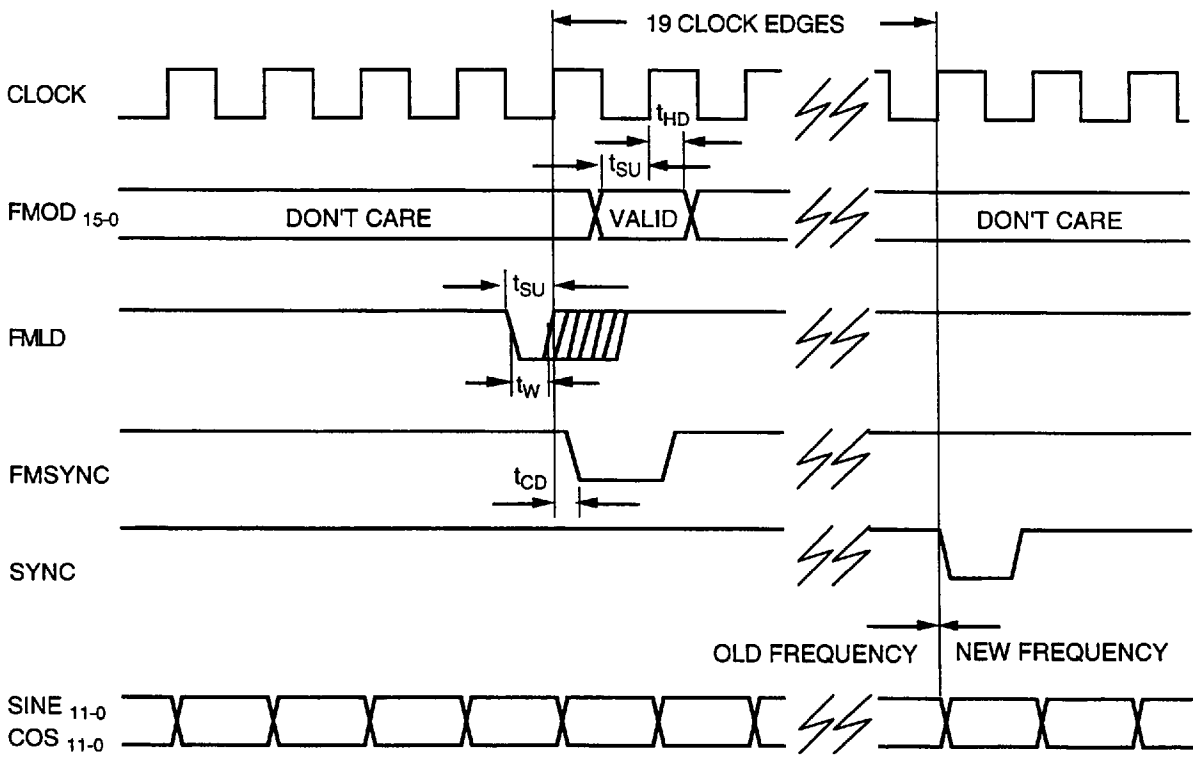 19 CLOCK EDGES
CLOCK
tHD
tSU
FMOD 15-0
DON'T CARE
VALID
DON'T CARE
tSU
FMLD
tW
FMSYNC
tCD
SYNC
OLD FREQUENCY
NEW FREQUENCY
SINE 11-0
COS 11-0